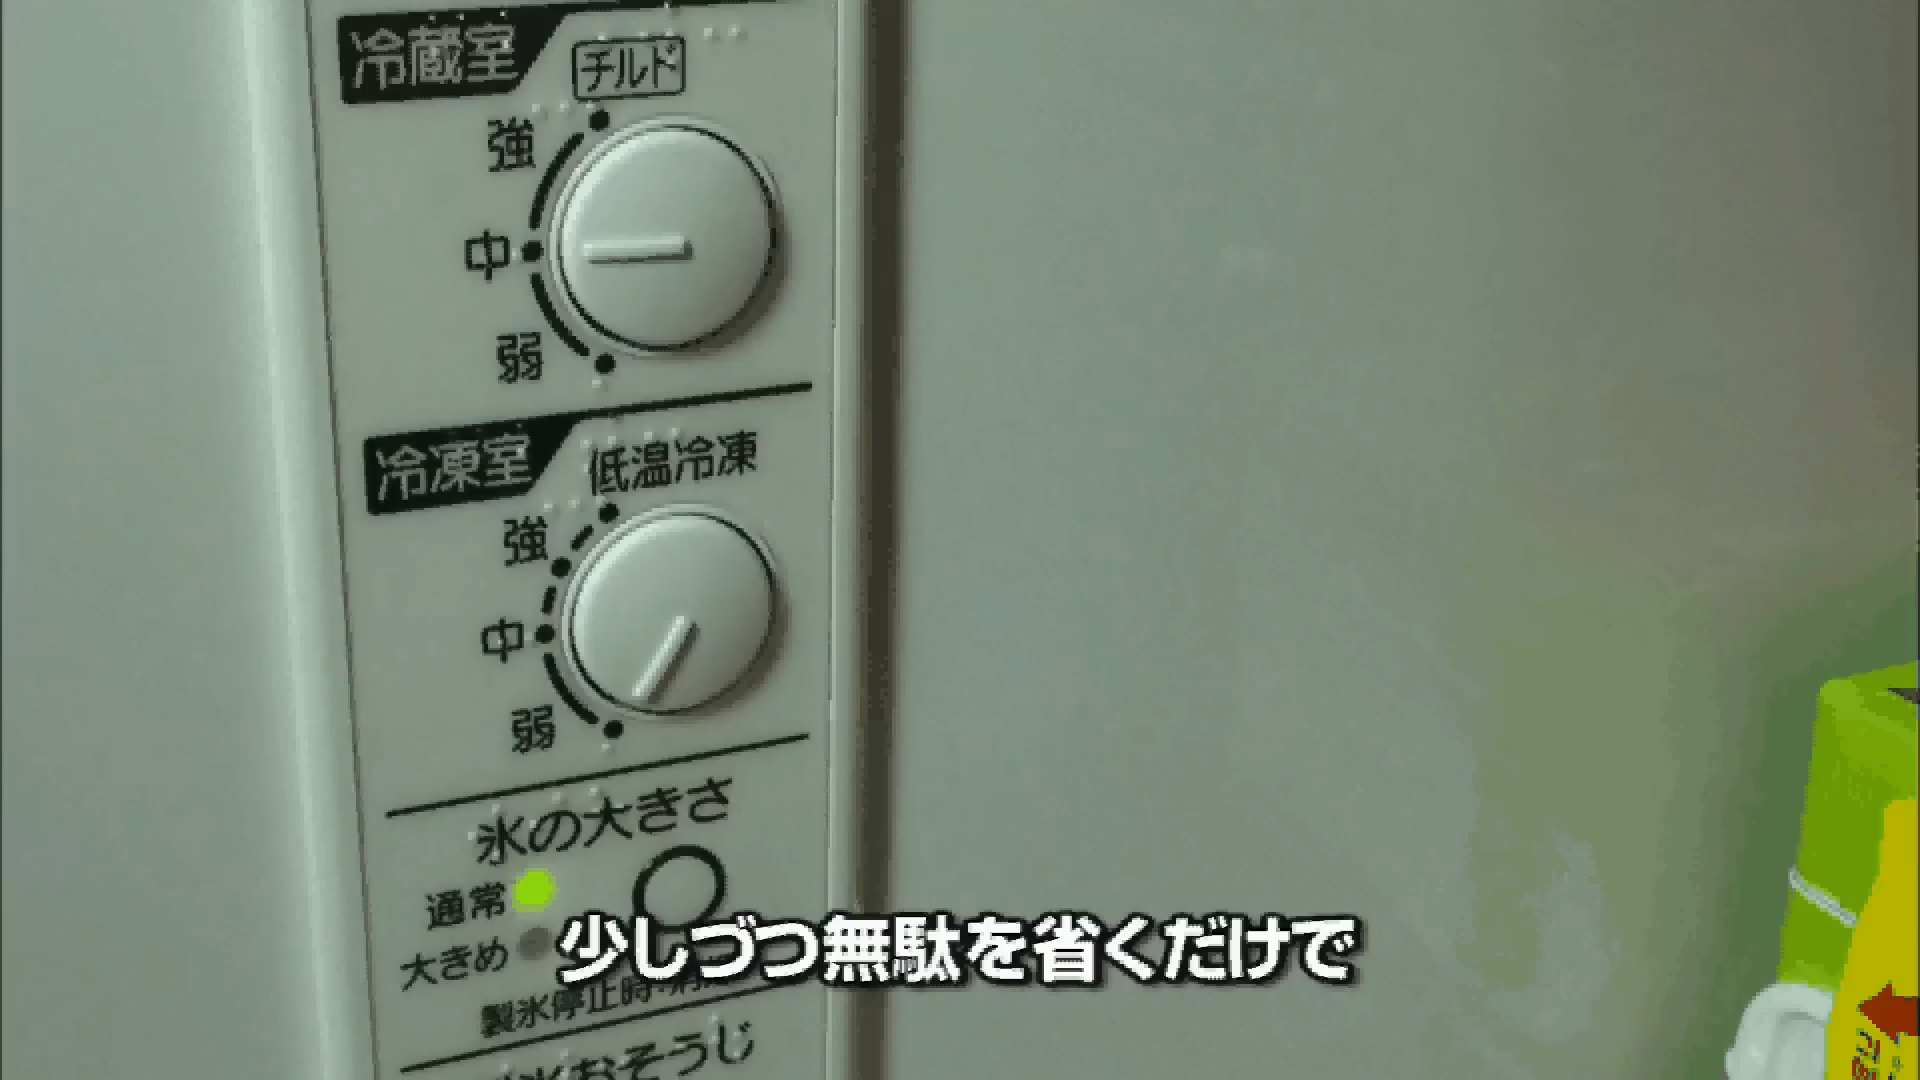 冷蔵室
チルド
強
中
弱
冷凍室
低温冷凍
強
中
弱
氷の大きさ
通常
大きめ
製氷停止時
おそうじ
少しづつ無駄を省くだけで